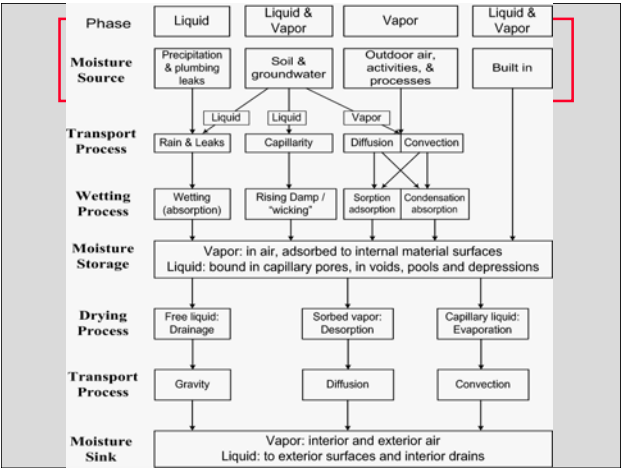 Phase
Liquid
Liquid &
Vapor
Vapor
Liquid &
Vapor
Moisture
Source
Precipitation
& plumbing
leaks
Soil &
groundwater
Outdoor air,
activities, &
processes
Built in
Liquid
Liquid
Vapor
Transport
Process
Rain & Leaks
Capillarity
Diffusion
Convection
Wetting
Process
Wetting
(absorption)
Rising Damp /
"wicking"
Sorption
adsorption
Condensation
absorption
Moisture
Storage
Vapor: in air, adsorbed to internal material surfaces
Liquid: bound in capillary pores, in voids, pools and depressions
Drying
Process
Free liquid:
Drainage
Sorbed vapor:
Desorption
Capillary liquid:
Evaporation
Transport
Process
Gravity
Diffusion
Convection
Moisture
Sink
Vapor: interior and exterior air
Liquid: to exterior surfaces and interior drains